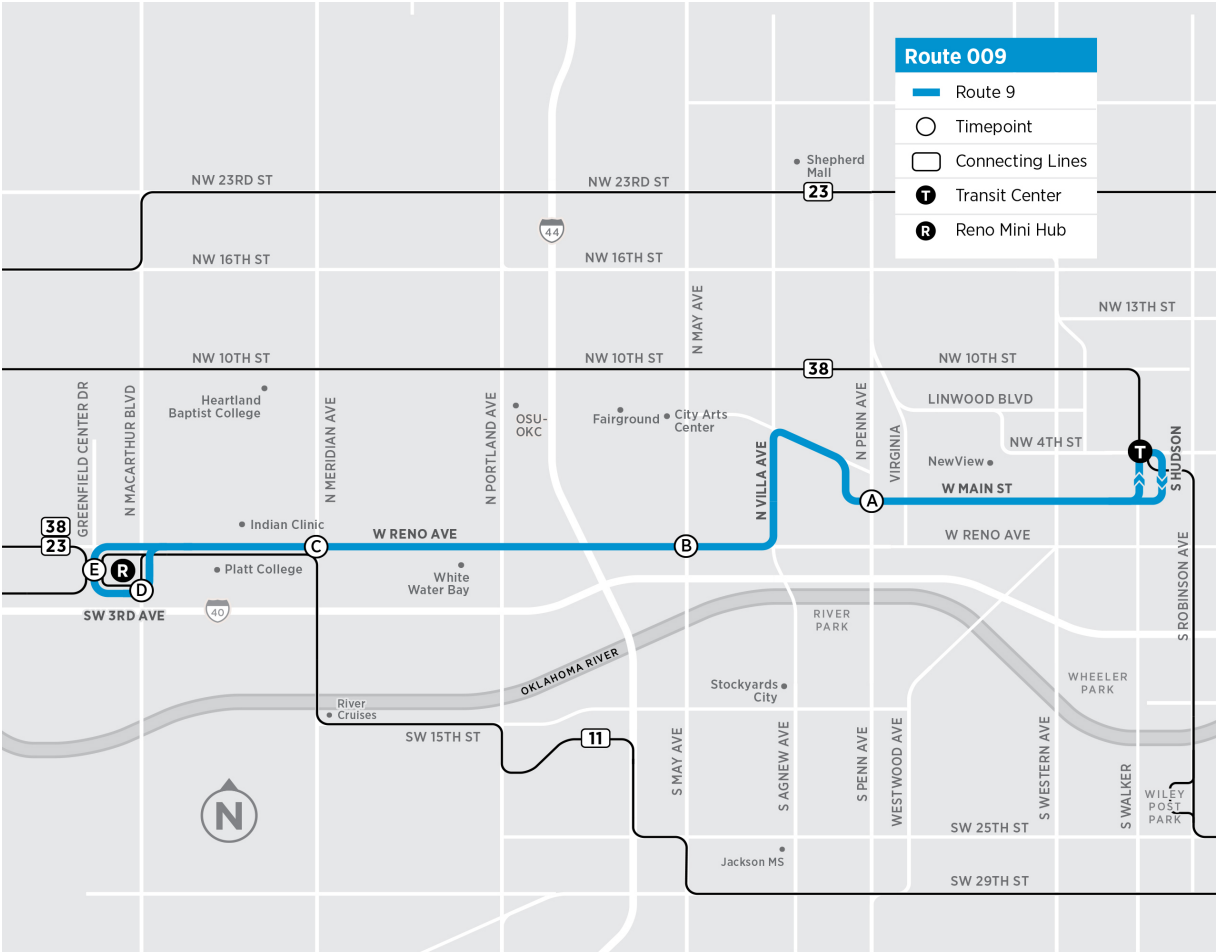 Route 009
Route 9
Timepoint
Connecting Lines
T
Transit Center
R
Reno Mini Hub
Shepherd
Mall
NW 23RD ST
NW 23RD ST
23
44
NW 16TH ST
NW 16TH ST
N MAY AVE
NW 13TH ST
NW 10TH ST
NW 10TH ST
38
NW 10TH ST
GREENFIELD CENTER DR
N MACARTHUR BLVD
Heartland
Baptist College
N MERIDIAN AVE
N PORTLAND AVE
OSU-
OKC
Fairground
City Arts
Center
N VILLA AVE
N PENN AVE
VIRGINIA
LINWOOD BLVD
NW 4TH ST
NewView
T
S HUDSON
W MAIN ST
A
38
23
Indian Clinic
W RENO AVE
C
B
W RENO AVE
E
R
D
Platt College
White
Water Bay
SW 3RD AVE
40
S ROBINSON AVE
RIVER
PARK
OKLAHOMA RIVER
WHEELER
PARK
Stockyards
City
River
Cruises
SW 15TH ST
11
S MAY AVE
S AGNEW AVE
S PENN AVE
WESTWOOD AVE
S WESTERN AVE
S WALKER
WILEY
POST
PARK
N
SW 25TH ST
Jackson MS
SW 29TH ST